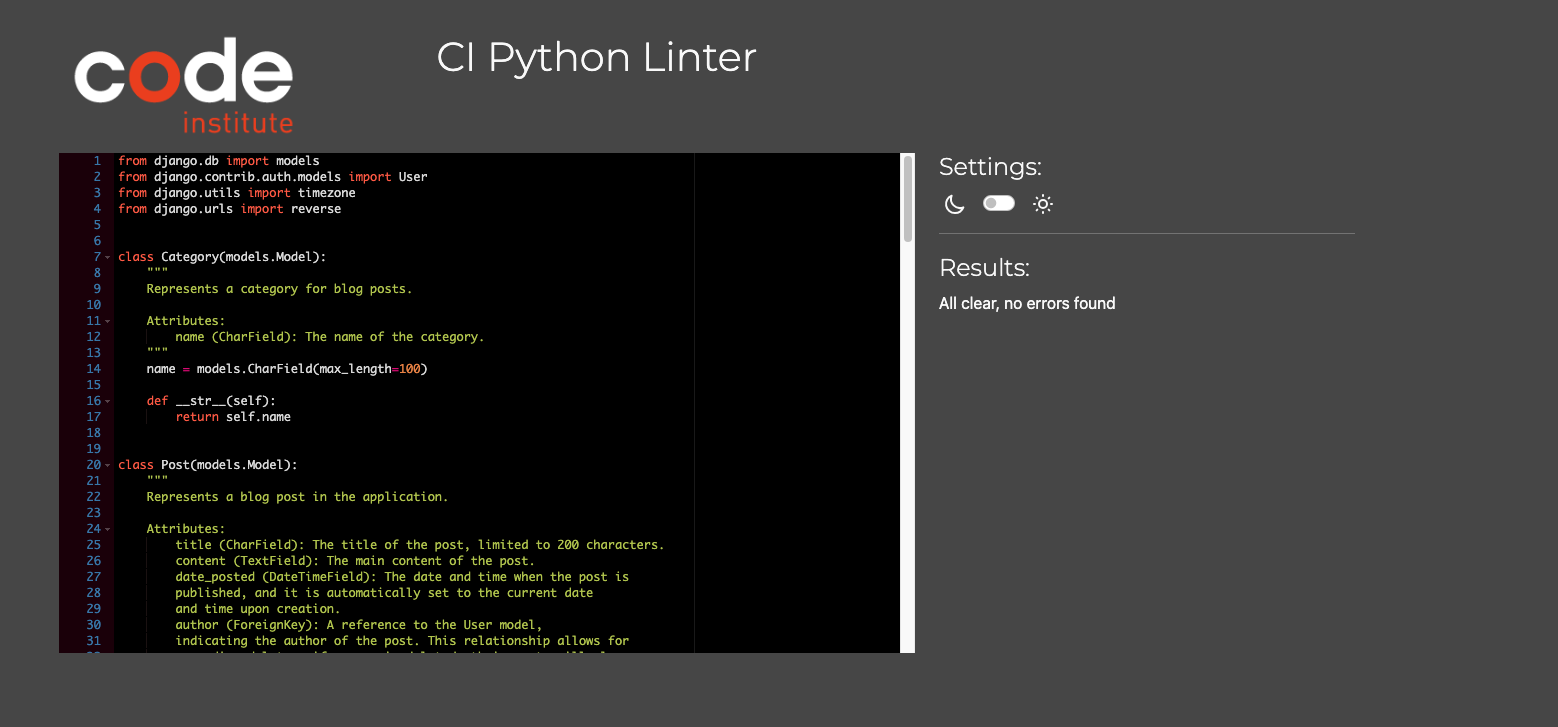 code
institute
CI Python Linter
1 from django.db import models
2 from django.contrib.auth.models import User
3 from django.utils import timezone
4 from django.urls import reverse
5
6
7 class Category(models.Model):
8 """
9 Represents a category for blog posts.
10
11 Attributes:
12 name (CharField): The name of the category.
13 """
14 name = models.CharField(max_length=100)
15
16 def __str__(self):
17 return self.name
18
19
20 class Post(models.Model):
21 """
22 Represents a blog post in the application.
23
24 Attributes:
25 title (CharField): The title of the post, limited to 200 characters.
26 content (TextField): The main content of the post.
27 date_posted (DateTimeField): The date and time when the post is
28 published, and it is automatically set to the current date
29 and time upon creation.
30 author (ForeignKey): A reference to the User model,
31 indicating the author of the post. This relationship allows for
Settings:
Results:
All clear, no errors found